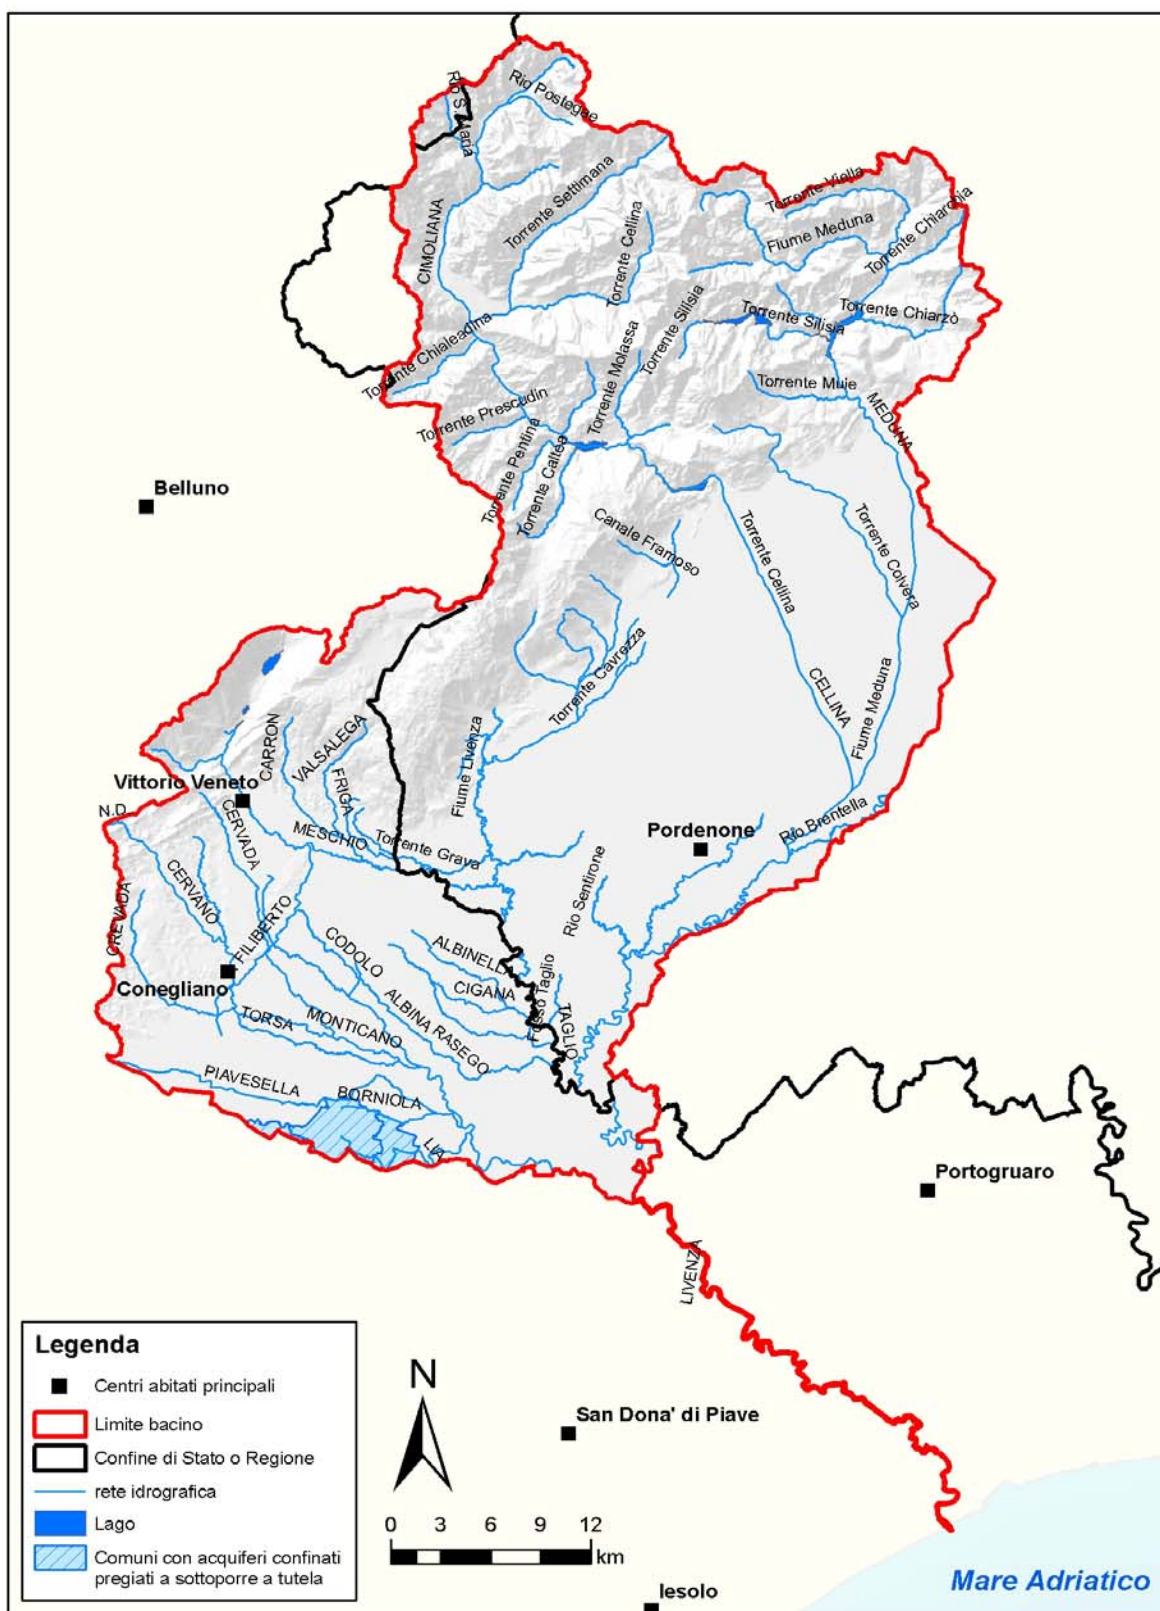 Rio Postegae
Rio S. Maria
Torrente Settimana
CIMOLIANA
Torrente Cellina
Torrente Viella
Fiume Meduna
Torrente Chiarchia
Torrente Silisia
Torrente Silisia
Torrente Chiarzò
Torrente Chialeadina
Torrente Molassa
Torrente Muie
MEDUNA
Torrente Prescudin
Torrente Pentina
Torrente Caltea
Belluno
Canale Framoso
Torrente Cellina
Torrente Colvera
Torrente Cavrezza
CELLINA
Fiume Meduna
CARRON
VALSALEGA
Fiume Livenza
FRIGA
Vittorio Veneto
N.D.
CERVADA
MESCHIO
Torrente Grava
Pordenone
Rio Brentella
CERVANO
CREVADA
FILIBERTO
Rio Sentirone
CODOLO
ALBINELLA
CIGANA
Fosso Taglio
TAGLIO
Conegliano
TORSA
MONTICANO
ALBINA RASEGO
PIAVESELLA
BORNIOLA
LIA
Portogruaro
LIVENZA
Legenda
Centri abitati principali
Limite bacino
Confine di Stato o Regione
rete idrografica
Lago
Comuni con acquiferi confinati
pregiati a sottoporre a tutela
N
0 3 6 9 12
km
San Dona' di Piave
Iesolo
Mare Adriatico